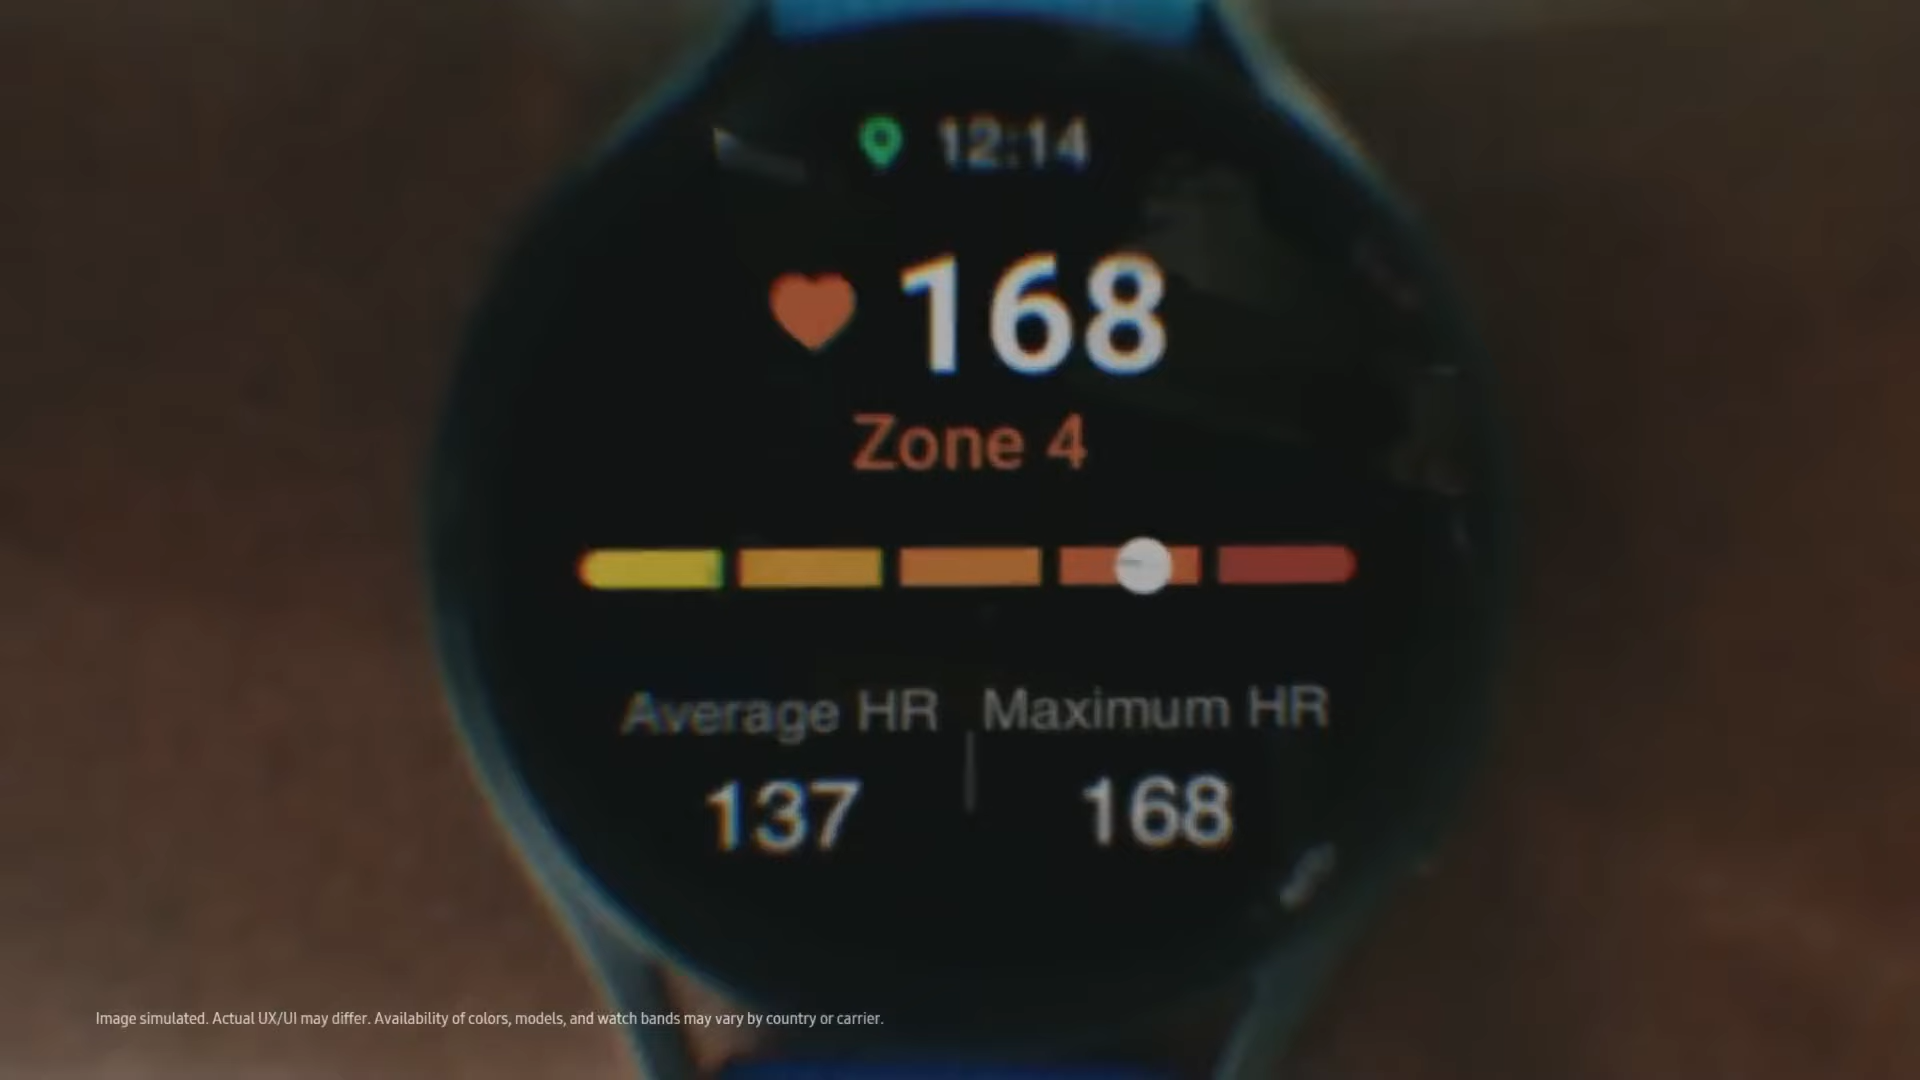 12:14
168
Zone 4
Average HR Maximum HR
137 168
Image simulated. Actual UX/UI may differ. Availability of colors, models, and watch bands may vary by country or carrier.